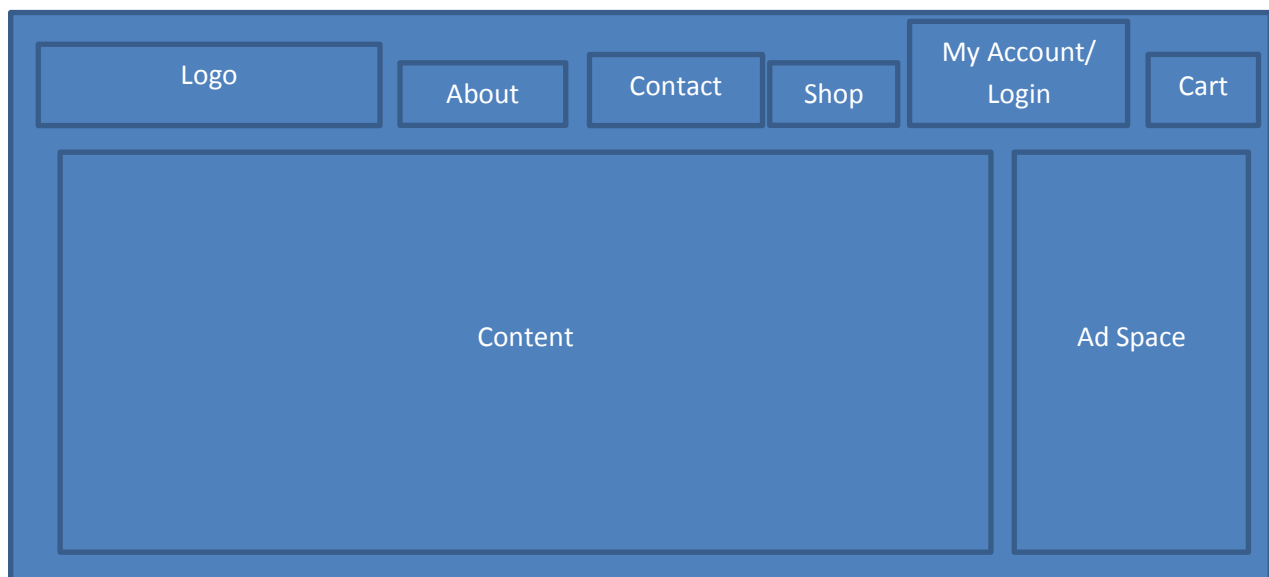 Logo
About
Contact
Shop
My Account/
Login
Cart
Content
Ad Space